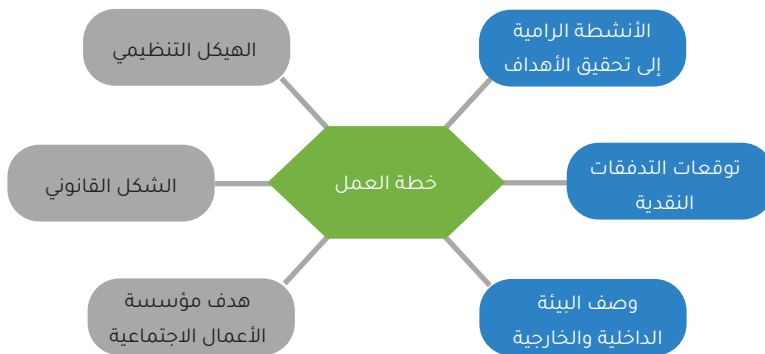 الأنشطة الرامية
إلى تحقيق الأهداف
الهيكل التنظيمي
توقعات التدفقات
النقدية
خطة العمل
الشكل القانوني
وصف البيئة
الداخلية والخارجية
هدف مؤسسة
الأعمال الاجتماعية